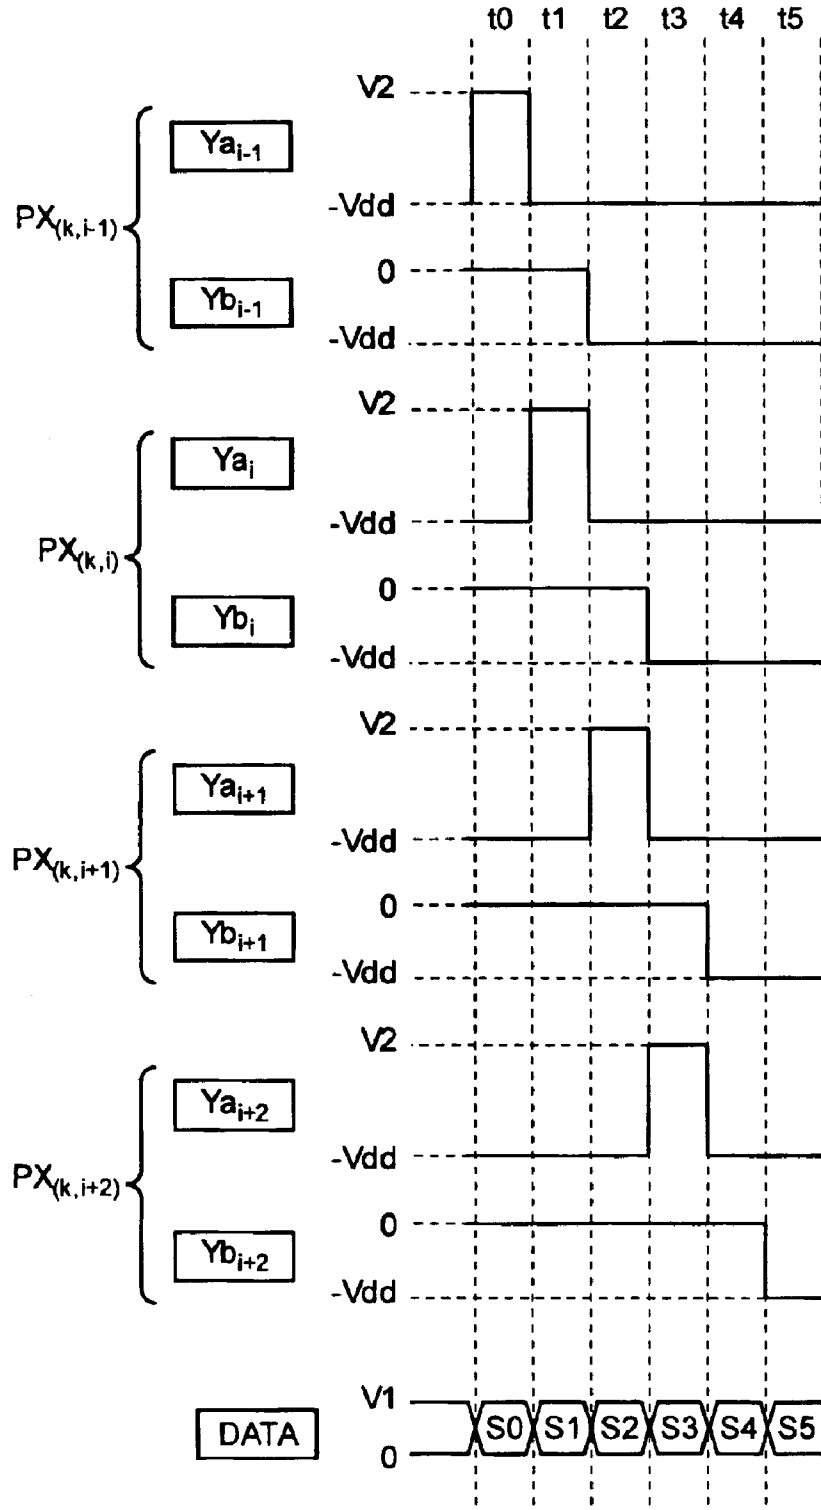 t0 t1 t2 t3 t4 t5
V2
Ya_{i-1}
-Vdd
PX_{(k,i-1)}
0
Yb_{i-1}
-Vdd
V2
Ya_{i}
-Vdd
PX_{(k,i)}
0
Yb_{i}
-Vdd
V2
Ya_{i+1}
-Vdd
PX_{(k,i+1)}
0
Yb_{i+1}
-Vdd
V2
Ya_{i+2}
-Vdd
PX_{(k,i+2)}
0
Yb_{i+2}
-Vdd
V1
DATA S0 S1 S2 S3 S4 S5
0